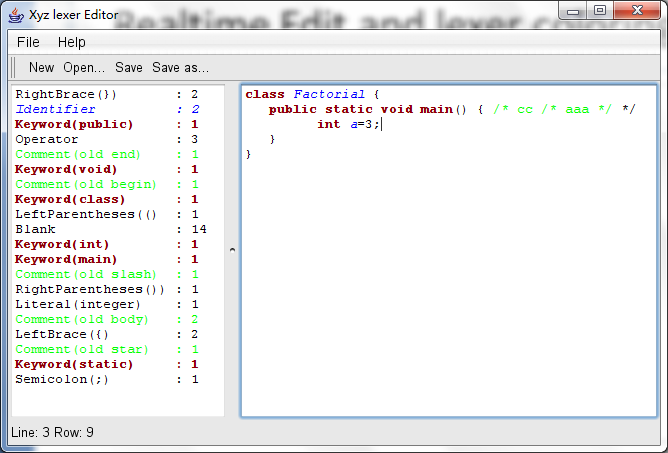 Realtime Edit and lexer coloring
Xyz lexer Editor
File Help
New Open... Save Save as...
RightBrace(}) : 2
Identifier : 2
Keyword(public) : 1
Operator : 3
Comment(old end) : 1
Keyword(void) : 1
Comment(old begin) : 1
Keyword(class) : 1
LeftParentheses(() : 1
Blank : 14
Keyword(int) : 1
Keyword(main) : 1
Comment(old slash) : 1
RightParentheses()) : 1
Literal(integer) : 1
Comment(old body) : 2
LeftBrace({) : 2
Comment(old star) : 1
Keyword(static) : 1
Semicolon(;) : 1
class Factorial {
public static void main() { /* cc /* aaa */ */
int a=3;
}
}
Line: 3 Row: 9